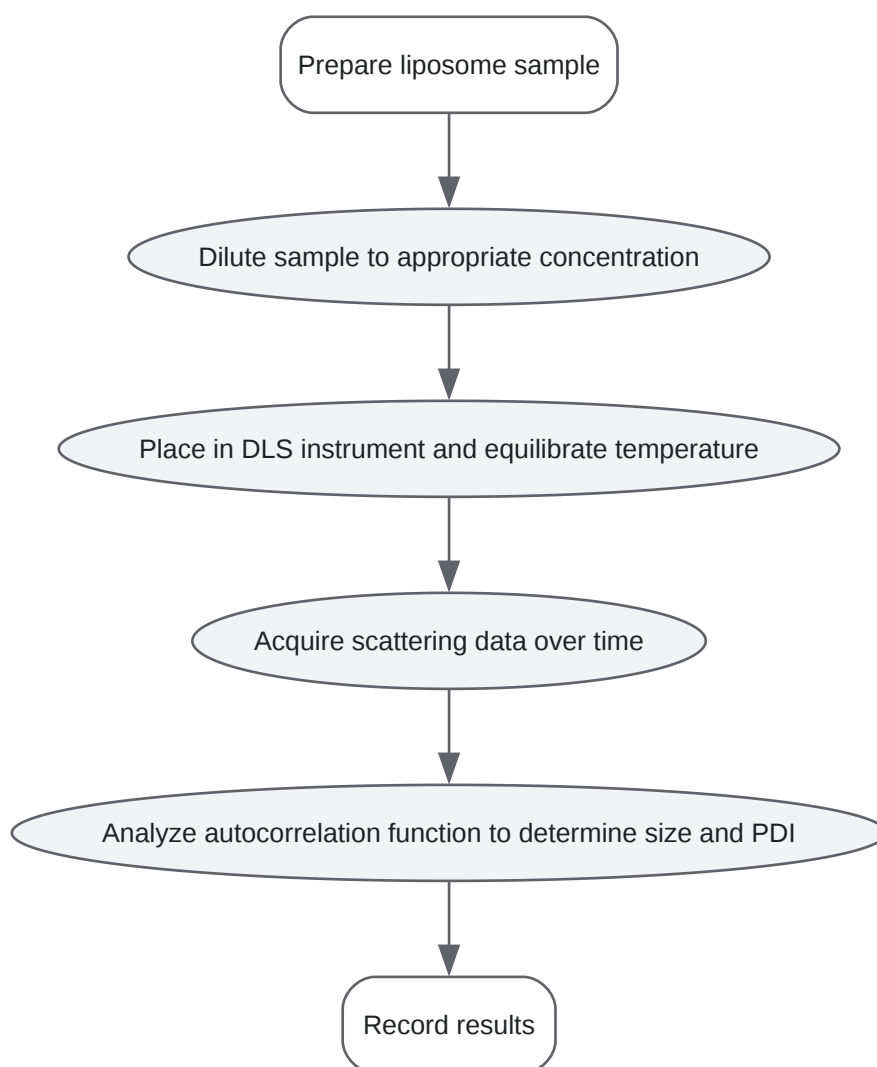 Prepare liposome sample
Dilute sample to appropriate concentration
Place in DLS instrument and equilibrate temperature
Acquire scattering data over time
Analyze autocorrelation function to determine size and PDI
Record results